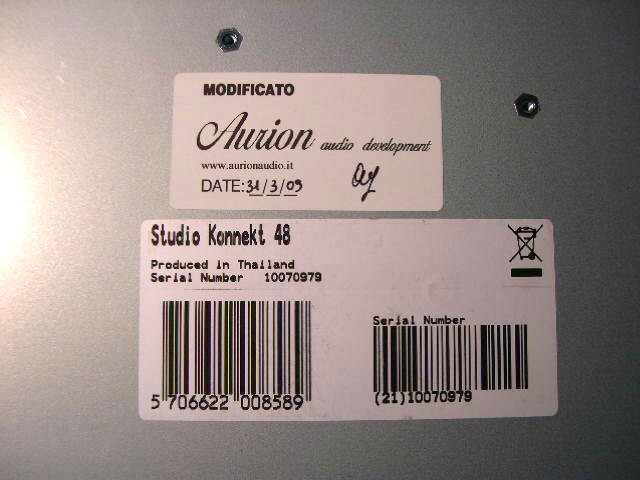 MODIFICATO
Aurion audio development
www.aurionaudio.it
DATE: 31/3/09
Studio Konnekt 48
Produced in Thailand
Serial Number 10070979
Serial Number
5 706622 008589
(21)10070979